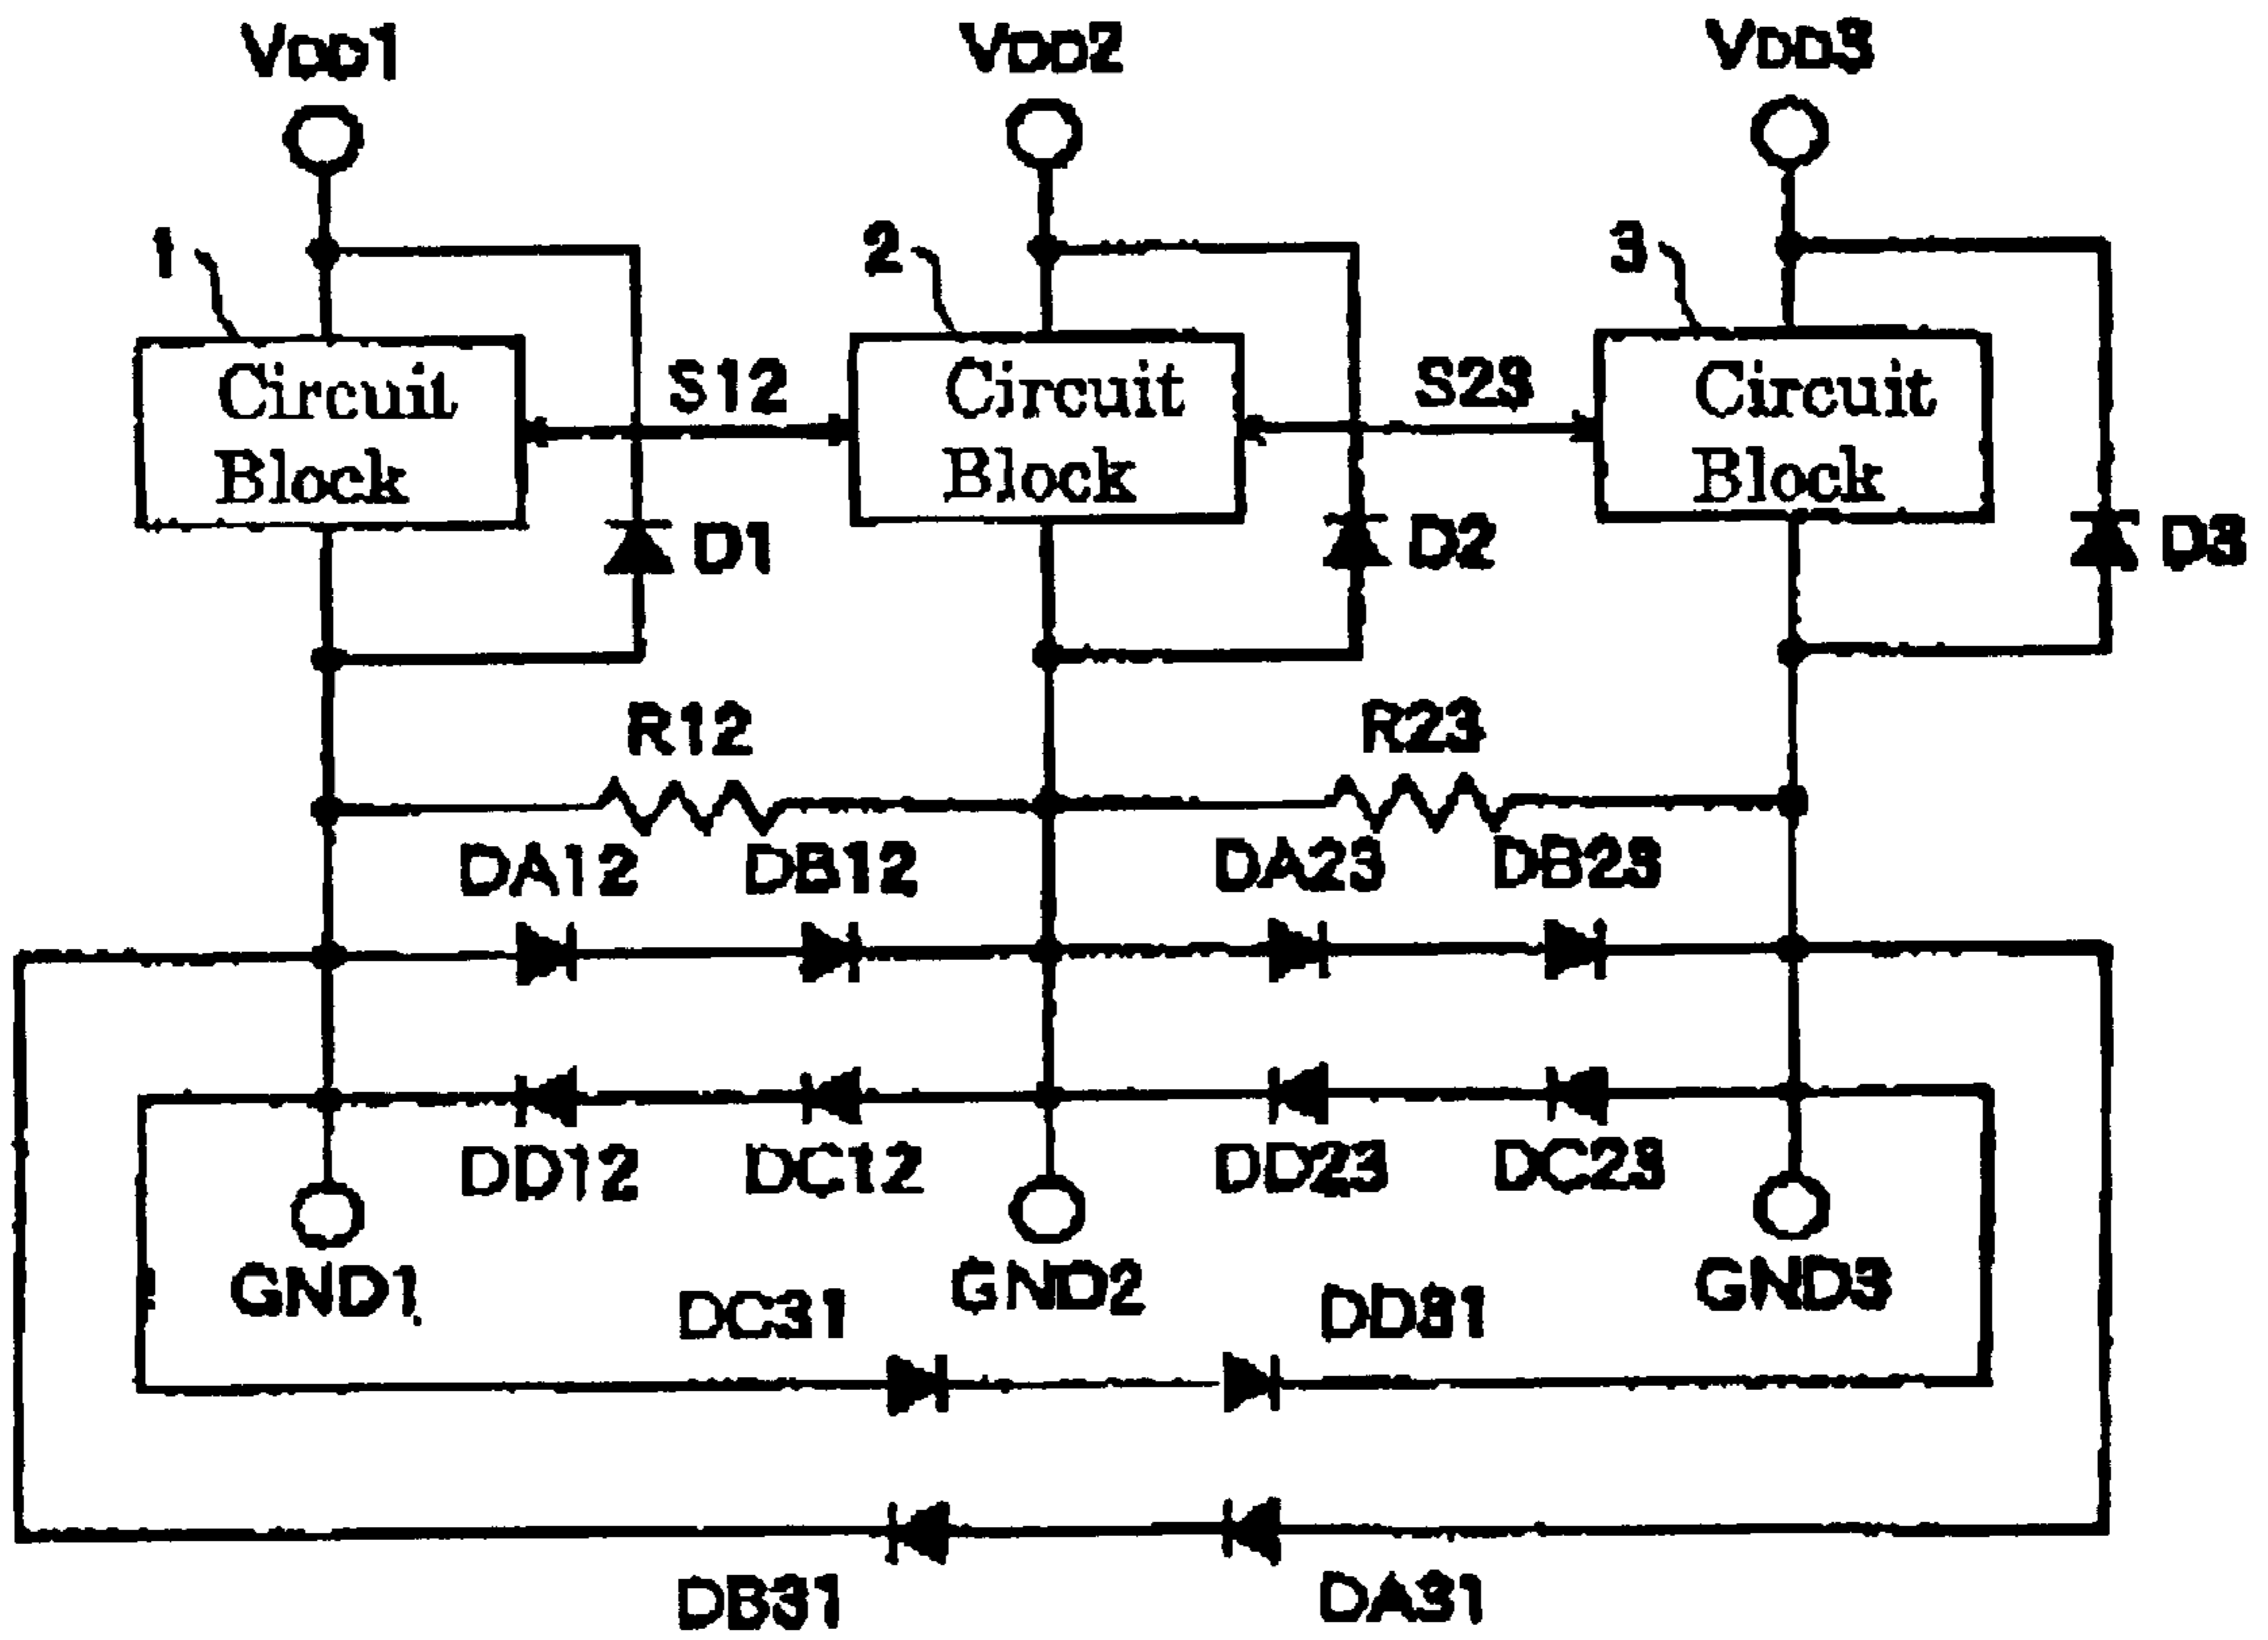 VDD1 VDD2 VDD3
1 2 3
Circuit Block
Circuit Block
Circuit Block
S12 S23
D1 D2 D3
R12 R23
DA12 DB12 DA23 DB23
DD12 DC12 DD23 DC23
GND1 GND2 GND3
DC31 DD31
DB31 DA31